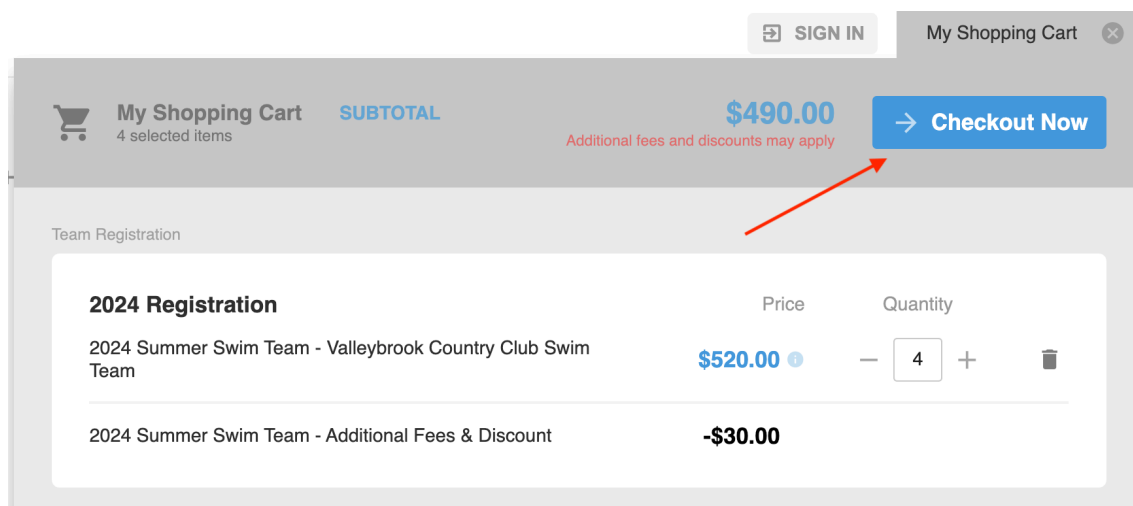 SIGN IN
My Shopping Cart
My Shopping Cart
SUBTOTAL
$490.00
Checkout Now
4 selected items
Additional fees and discounts may apply
Team Registration
2024 Registration
Price
Quantity
2024 Summer Swim Team - Valleybrook Country Club Swim
Team
$520.00
4
2024 Summer Swim Team - Additional Fees & Discount
-$30.00